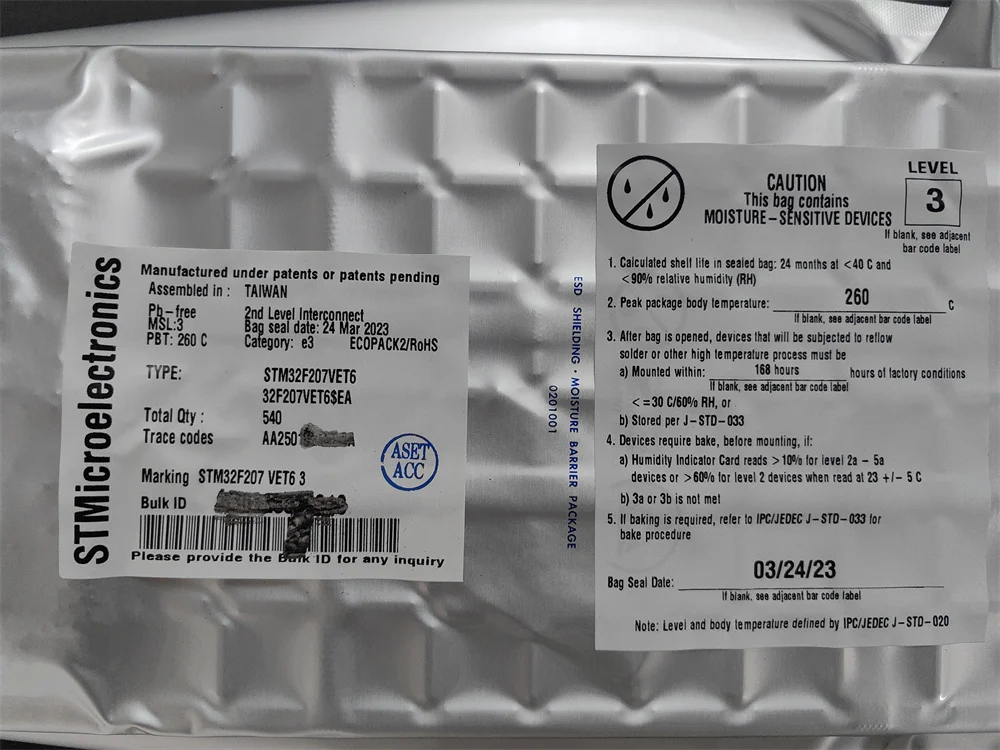 STMicroelectronics
Manufactured under patents or patents pending
Assembled in : TAIWAN
Pb-free 2nd Level Interconnect
MSL:3 Bag seal date: 24 Mar 2023
PBT: 260 C Category: e3 ECOPACK2/RoHS
TYPE: STM32F207VET6
32F207VET6$EA
Total Qty : 540
Trace codes AA250
ASET
ACC
Marking STM32F207 VET6 3
Bulk ID
Please provide the Bulk ID for any inquiry
ESD SHIELDING · MOISTURE BARRIER PACKAGE
0201001
LEVEL
3
CAUTION
This bag contains
MOISTURE-SENSITIVE DEVICES
If blank, see adjacent
bar code label
1. Calculated shelf life in sealed bag: 24 months at <40 C and
<90% relative humidity (RH)
2. Peak package body temperature: 260 C
If blank, see adjacent bar code label
3. After bag is opened, devices that will be subjected to reflow
solder or other high temperature process must be
a) Mounted within: 168 hours hours of factory conditions
If blank, see adjacent bar code label
<=30 C/60% RH, or
b) Stored per J-STD-033
4. Devices require bake, before mounting, if:
a) Humidity Indicator Card reads >10% for level 2a - 5a
devices or >60% for level 2 devices when read at 23 +/- 5 C
b) 3a or 3b is not met
5. If baking is required, refer to IPC/JEDEC J-STD-033 for
bake procedure
Bag Seal Date: 03/24/23
If blank, see adjacent bar code label
Note: Level and body temperature defined by IPC/JEDEC J-STD-020